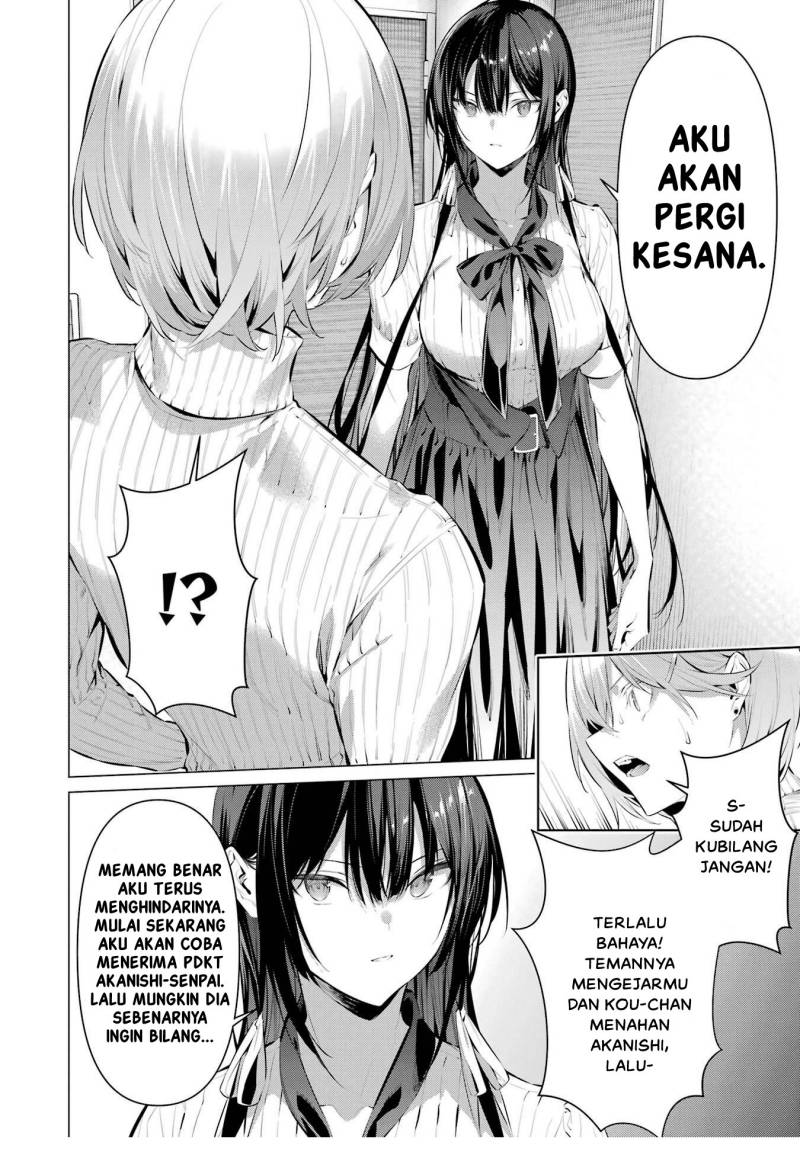 AKU
AKAN
PERGI
KESANA.
!?
S-
SUDAH
KUBILANG
JANGAN!
TERLALU
BAHAYA!
TEMANNYA
MENGEJARMU
DAN KOU-CHAN
MENAHAN
AKANISHI,
LALU-
MEMANG BENAR
AKU TERUS
MENGHINDARINYA.
MULAI SEKARANG
AKU AKAN COBA
MENERIMA PDKT
AKANISHI-SENPAI.
LALU MUNGKIN DIA
SEBENARNYA
INGIN BILANG...